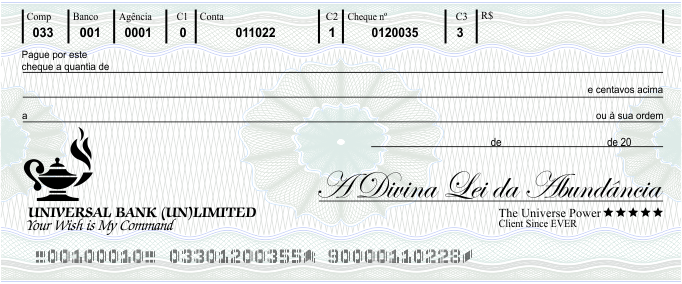 Comp Banco Agência C1 Conta C2 Cheque nº C3 R$
033 001 0001 0 011022 1 0120035 3
Pague por este
cheque a quantia de
e centavos acima
a ou à sua ordem
de de 20
A Divina Lei da Abundância
UNIVERSAL BANK (UN)LIMITED The Universe Power ★★★★★
Your Wish is My Command Client Since EVER
⑈00100010⑈ 03301200355⑆ 90000110228⑇